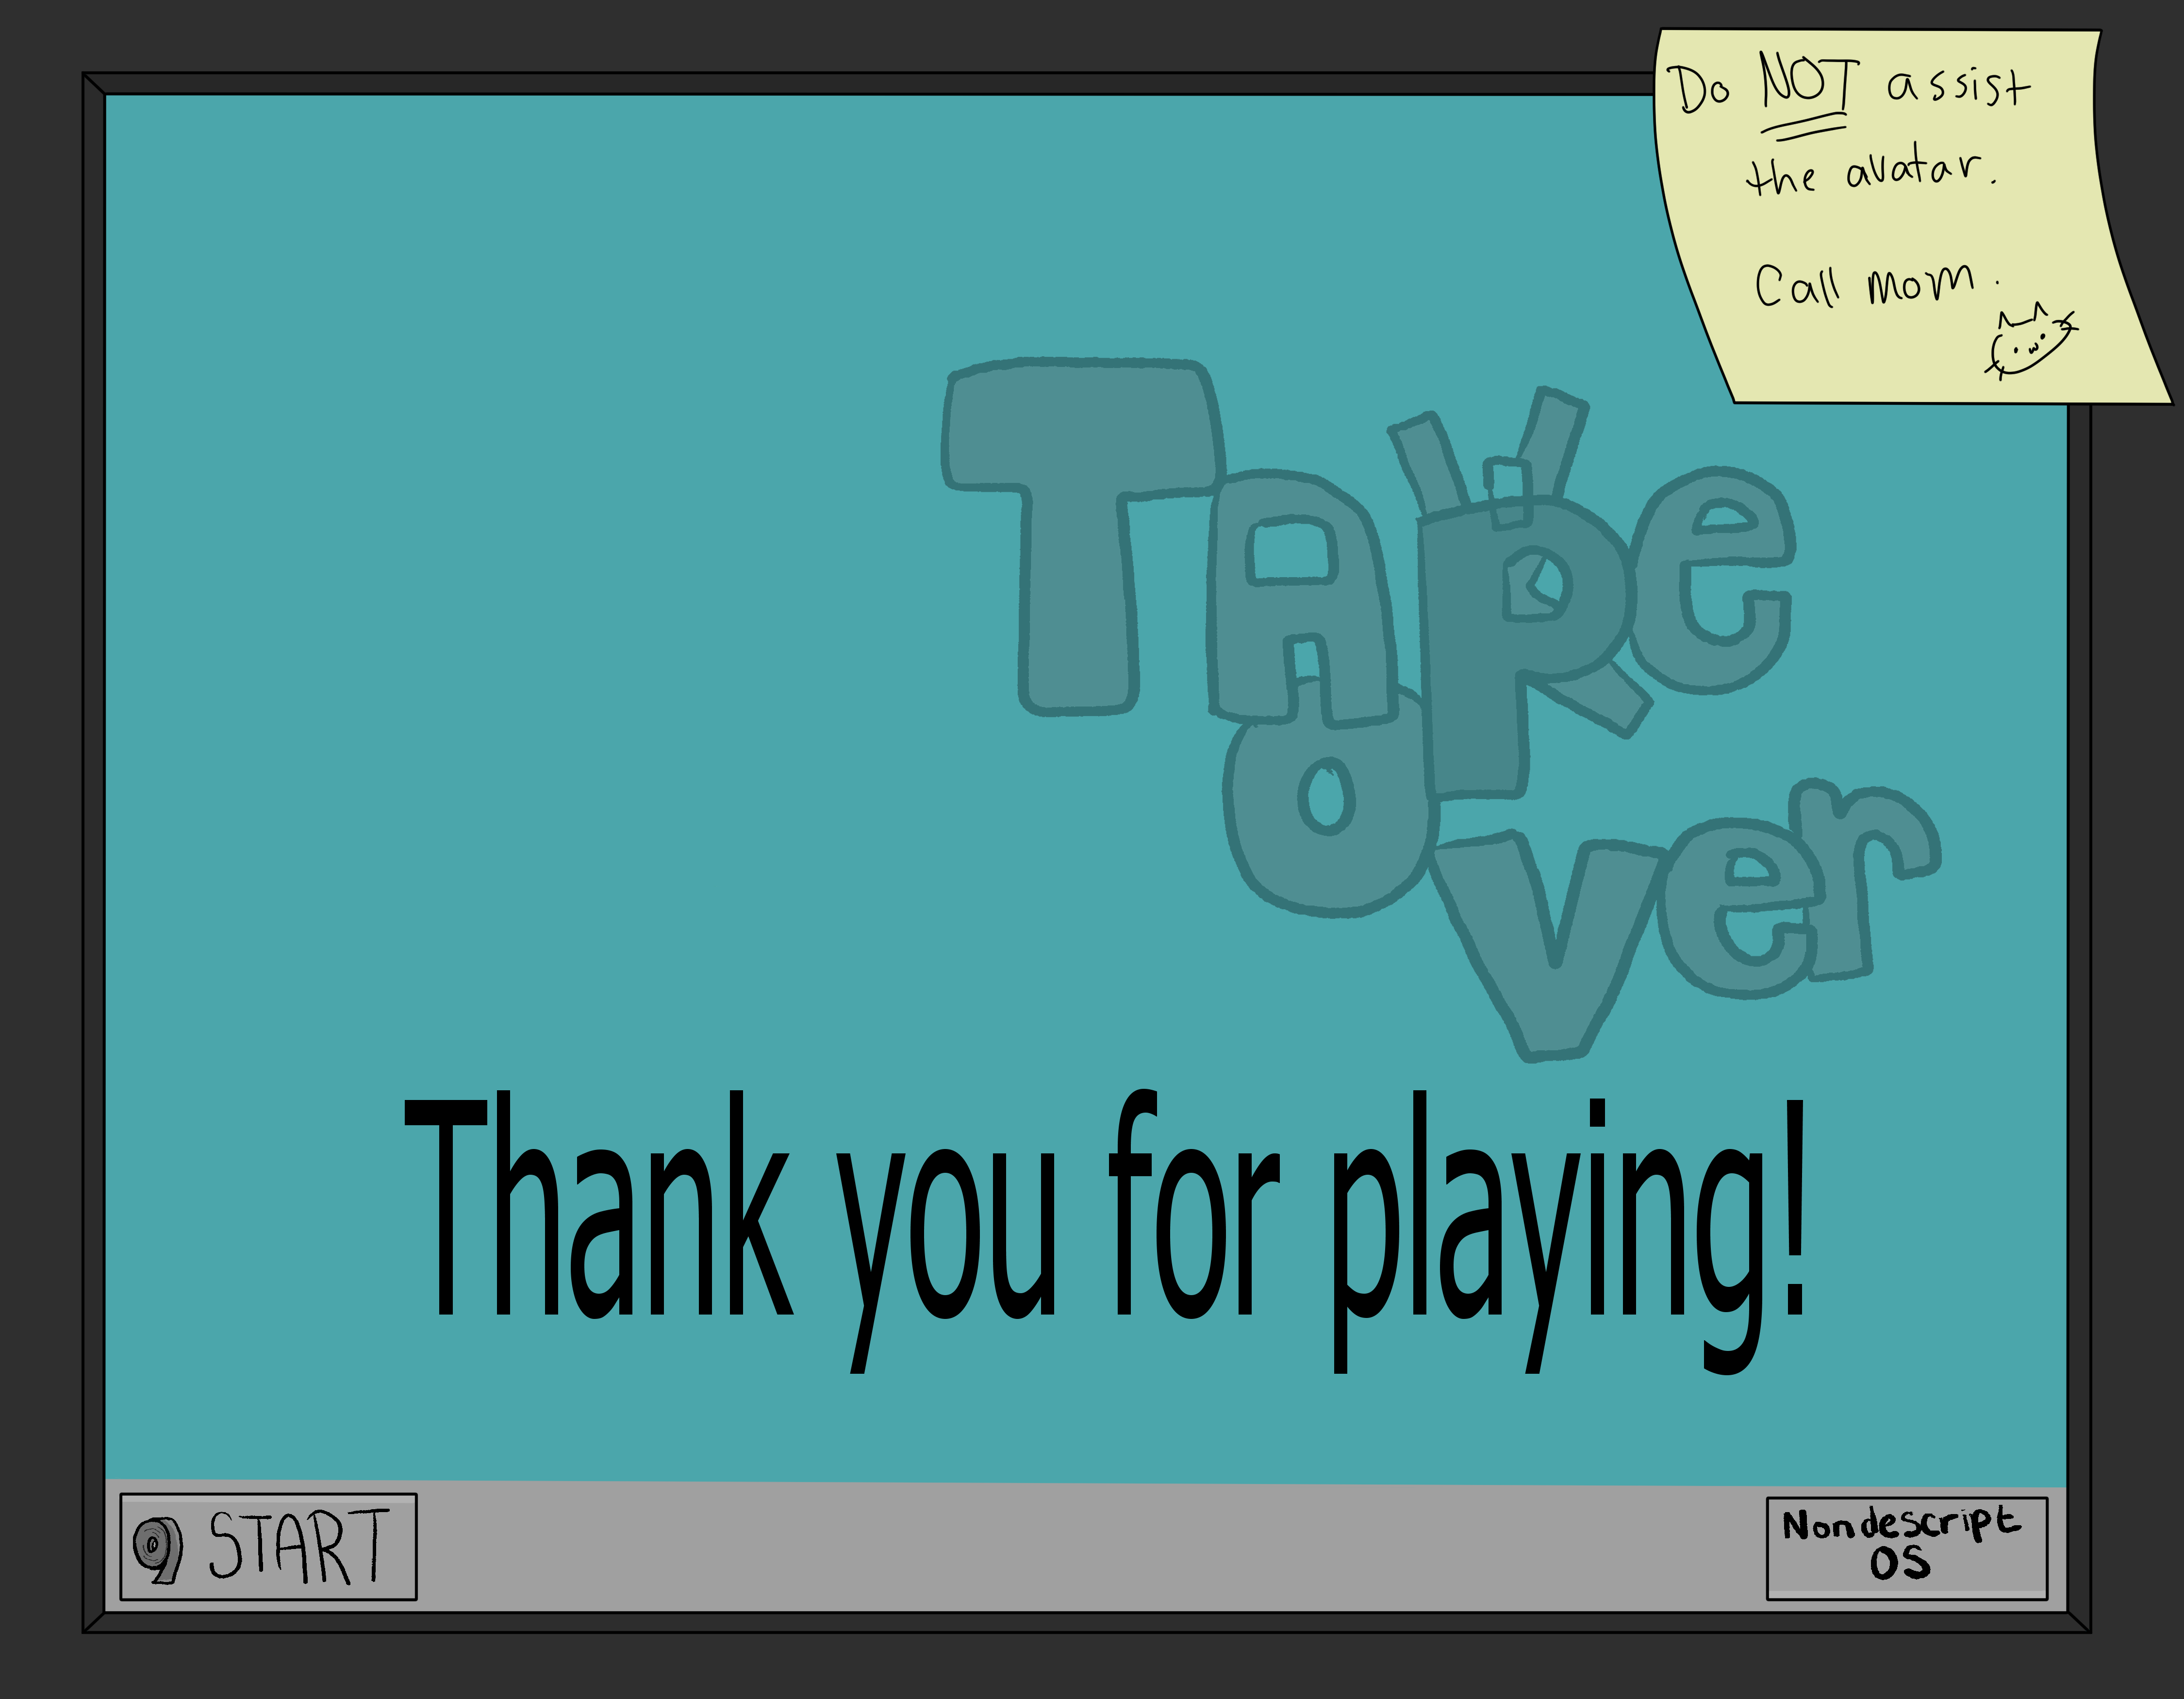 Do NOT assist
the avatar.
Call mom.
TApe
over
Thank you for playing!
START
Nondescript
OS